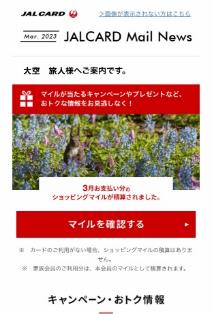 JALCARD
＞画像が表示されない方はこちら
Mar. 2023
JALCARD Mail News
大空　旅人様へご案内です。
マイルが当たるキャンペーンやプレゼントなど、
おトクな情報をお見逃しなく！
3月お支払い分の
ショッピングマイルが積算されました。
マイルを確認する
※　カードのご利用がない場合、ショッピングマイルの積算はありま
せん。
※　家族会員のご利用分は、本会員のマイルとして積算されます。
キャンペーン・おトク情報